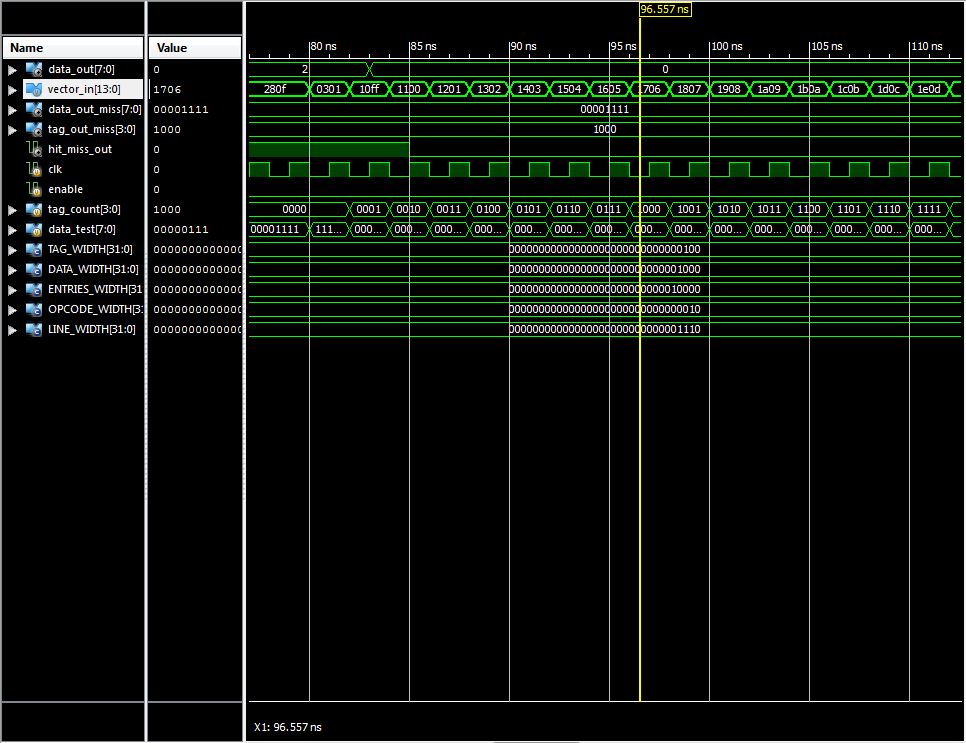 96.557 ns
Name Value 80 ns 85 ns 90 ns 95 ns 100 ns 105 ns 110 ns
data_out[7:0] 0 2 0
vector_in[13:0] 1706 280f 0301 10ff 1100 1201 1302 1403 1504 1605 1706 1807 1908 1a09 1b0a 1c0b 1d0c 1e0d
data_out_miss[7:0] 00001111 00001111
tag_out_miss[3:0] 1000 1000
hit_miss_out 0
clk 0
enable 0
tag_count[3:0] 1000 0000 0001 0010 0011 0100 0101 0110 0111 1000 1001 1010 1011 1100 1101 1110 1111
data_test[7:0] 00000111 00001111 111... 000... 000... 000... 000... 000... 000... 000... 000... 000... 000... 000... 000... 000... 000... 000...
TAG_WIDTH[31:0] 0000000000000 00000000000000000000000000000100
DATA_WIDTH[31:0] 0000000000000 00000000000000000000000000001000
ENTRIES_WIDTH[31 0000000000000 00000000000000000000000000010000
OPCODE_WIDTH[3: 0000000000000 00000000000000000000000000000010
LINE_WIDTH[31:0] 0000000000000 00000000000000000000000000001110
X1: 96.557 ns